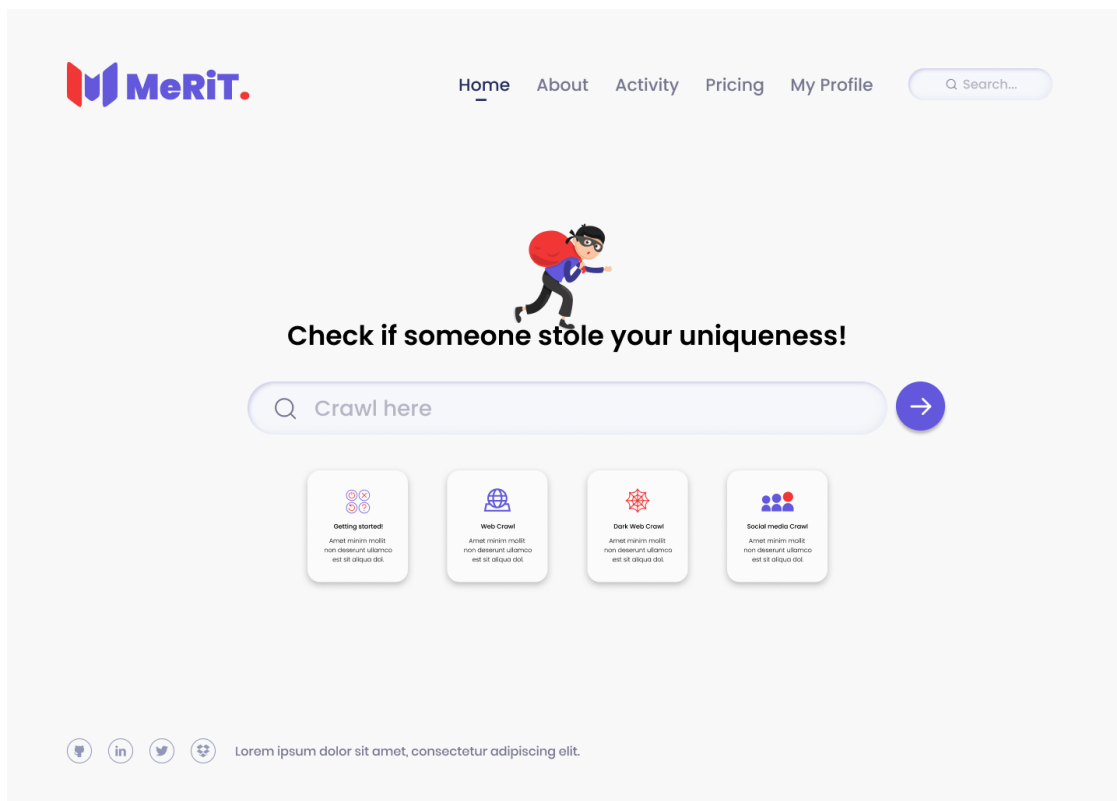 MeRiT.
Home About Activity Pricing My Profile Search...
Check if someone stole your uniqueness!
Crawl here
Getting started!
Amet minim mollit
non deserunt ullamco
est sit aliqua dol.
Web Crawl
Amet minim mollit
non deserunt ullamco
est sit aliqua dol.
Dark Web Crawl
Amet minim mollit
non deserunt ullamco
est sit aliqua dol.
Social media Crawl
Amet minim mollit
non deserunt ullamco
est sit aliqua dol.
in
Lorem ipsum dolor sit amet, consectetur adipiscing elit.